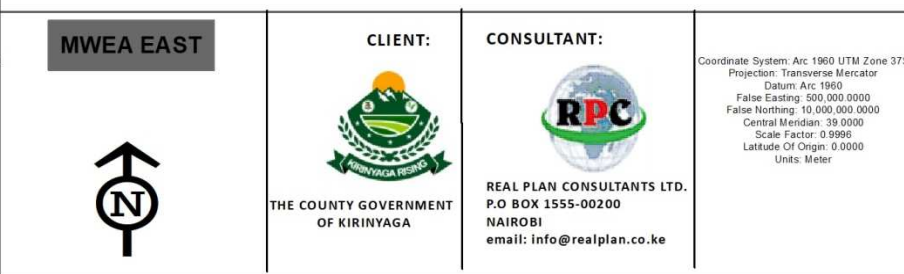 MWEA EAST
N
CLIENT:
KIRINYAGA RISING
THE COUNTY GOVERNMENT
OF KIRINYAGA
CONSULTANT:
RPC
REAL PLAN CONSULTANTS LTD.
P.O BOX 1555-00200
NAIROBI
email: info@realplan.co.ke
Coordinate System: Arc 1960 UTM Zone 37S
Projection: Transverse Mercator
Datum: Arc 1960
False Easting: 500,000.0000
False Northing: 10,000,000.0000
Central Meridian: 39.0000
Scale Factor: 0.9996
Latitude Of Origin: 0.0000
Units: Meter